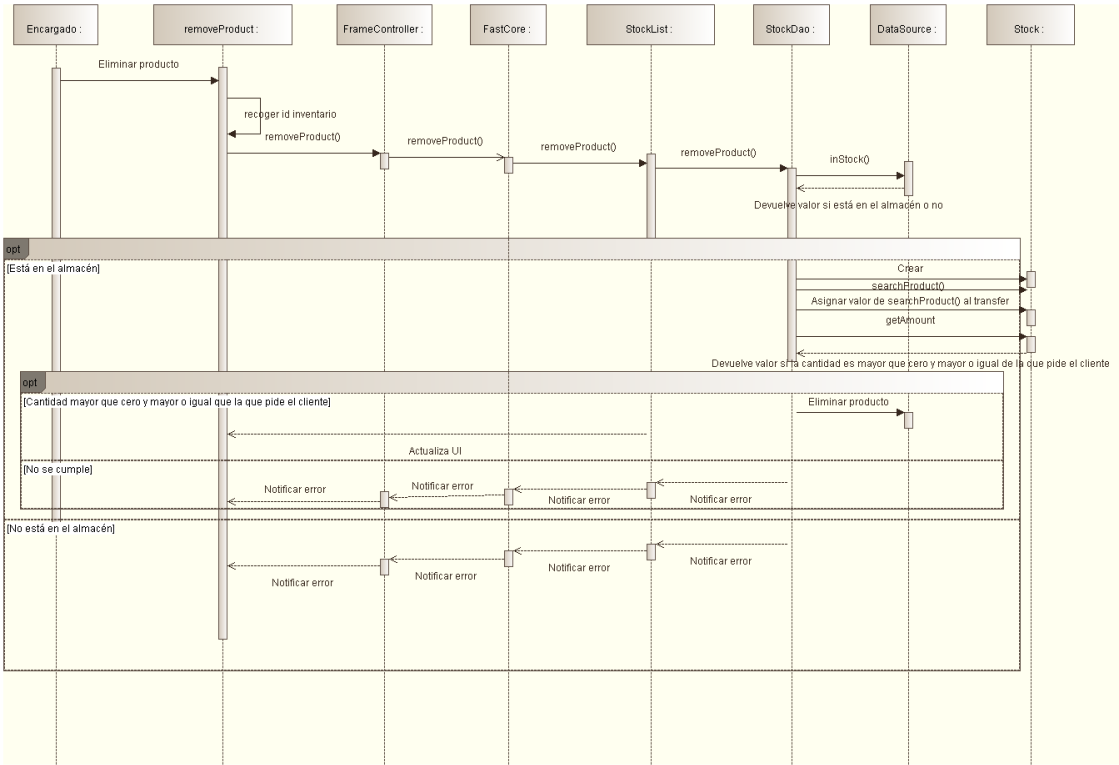 Encargado :
removeProduct :
FrameController :
FastCore :
StockList :
StockDao :
DataSource :
Stock :
Eliminar producto
recoger id inventario
removeProduct()
removeProduct()
removeProduct()
removeProduct()
inStock()
Devuelve valor si está en el almacén o no
opt
[Está en el almacén]
Crear
searchProduct()
Asignar valor de searchProduct() al transfer
getAmount
Devuelve valor si la cantidad es mayor que cero y mayor o igual de la que pide el cliente
opt
[Cantidad mayor que cero y mayor o igual que la que pide el cliente]
Eliminar producto
Actualiza UI
[No se cumple]
Notificar error
Notificar error
Notificar error
Notificar error
[No está en el almacén]
Notificar error
Notificar error
Notificar error
Notificar error